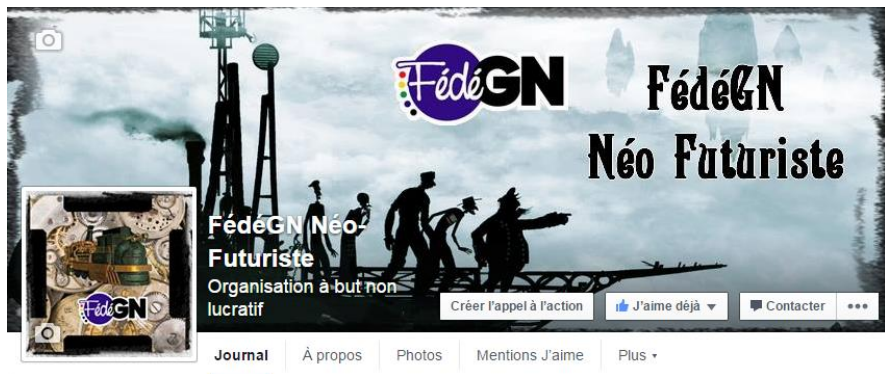 FédéGN
FédéGN
Néo Futuriste
FédéGN Néo-
Futuriste
Organisation à but non
lucratif
FédéGN
Créer l'appel à l'action
J'aime déjà
Contacter
Journal
À propos
Photos
Mentions J'aime
Plus